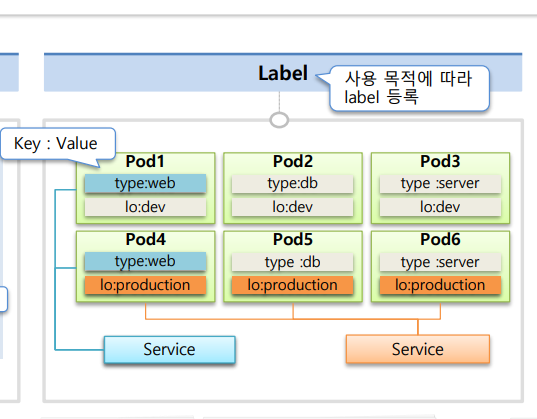 Label
사용 목적에 따라
label 등록
Key : Value
Pod1
type:web
lo:dev
Pod2
type:db
lo:dev
Pod3
type :server
lo:dev
Pod4
type:web
lo:production
Pod5
type :db
lo:production
Pod6
type :server
lo:production
Service
Service